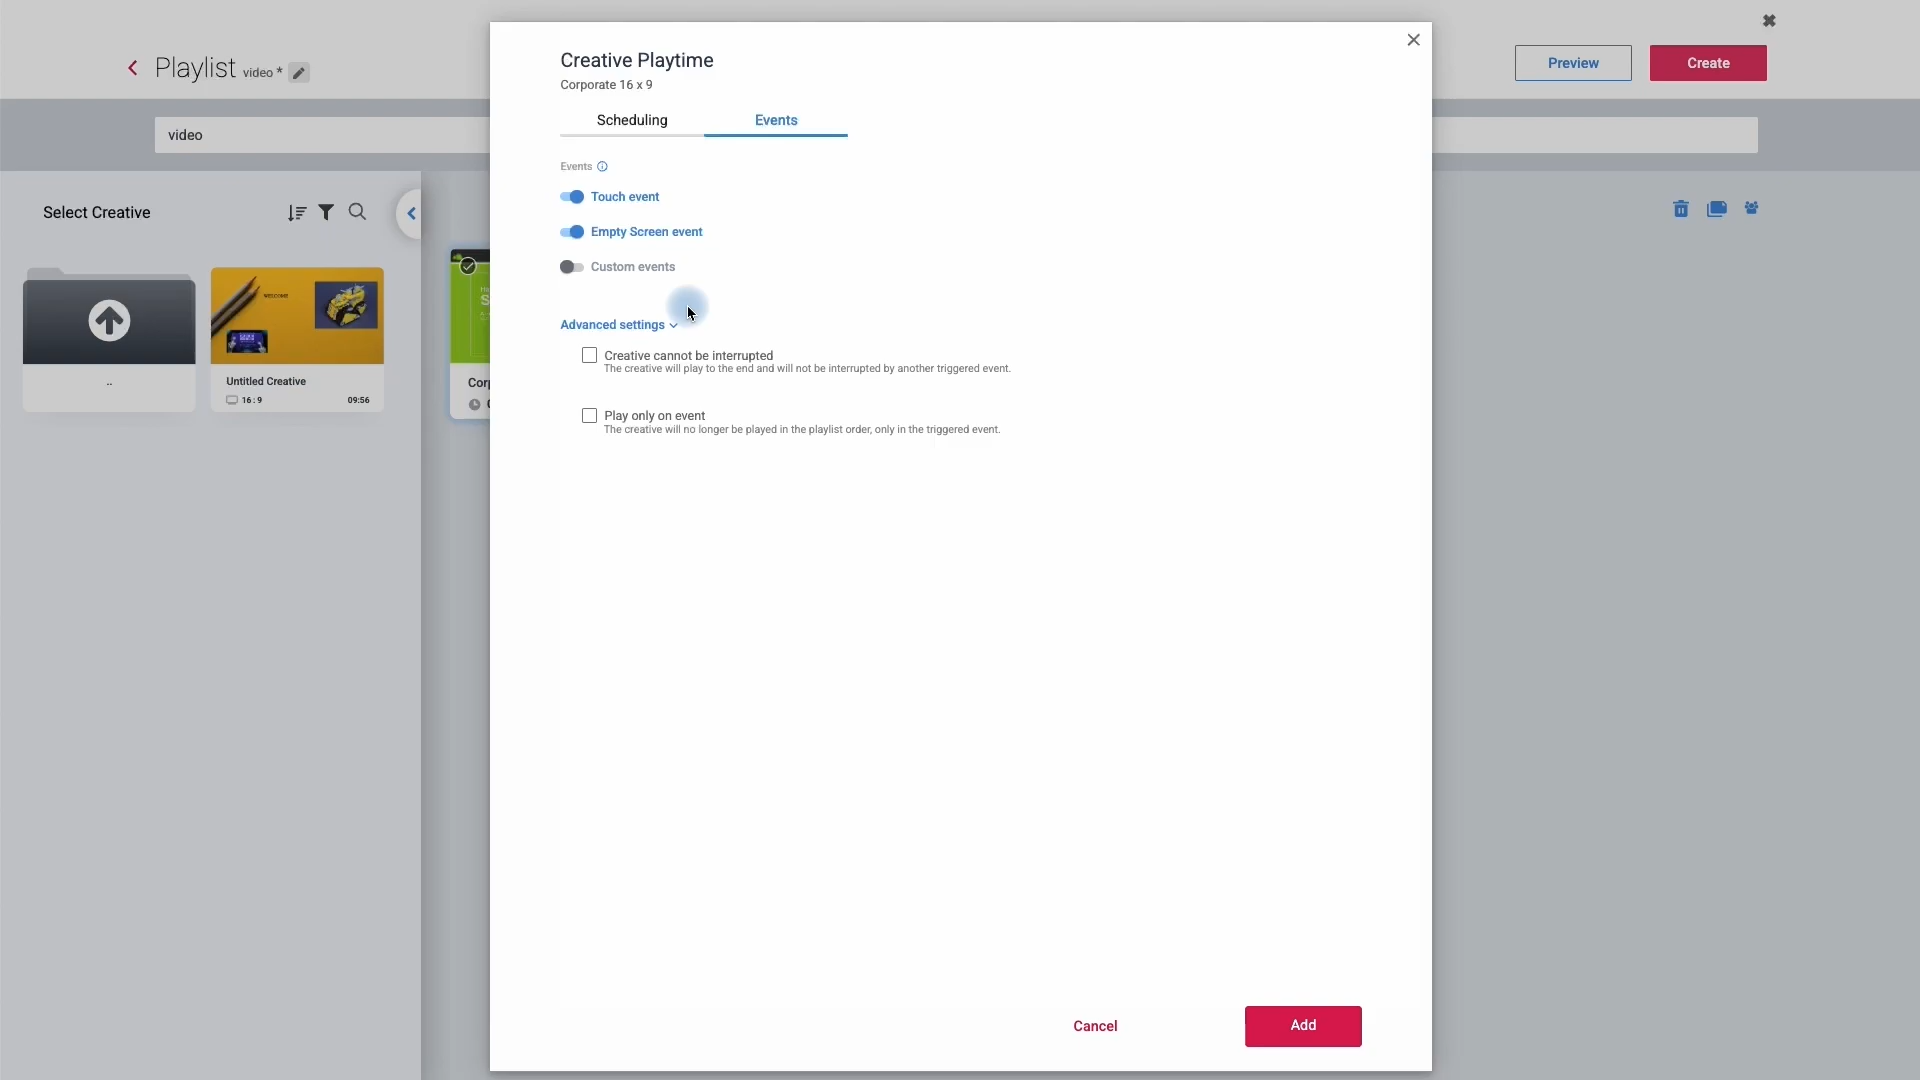 Playlist video *
Preview
Create
video
Select Creative
WELCOME
..
Untitled Creative
16 : 9
09:56
Creative Playtime
Corporate 16 x 9
Scheduling
Events
Events
Touch event
Empty Screen event
Custom events
Advanced settings
Creative cannot be interrupted
The creative will play to the end and will not be interrupted by another triggered event.
Play only on event
The creative will no longer be played in the playlist order, only in the triggered event.
Cancel
Add